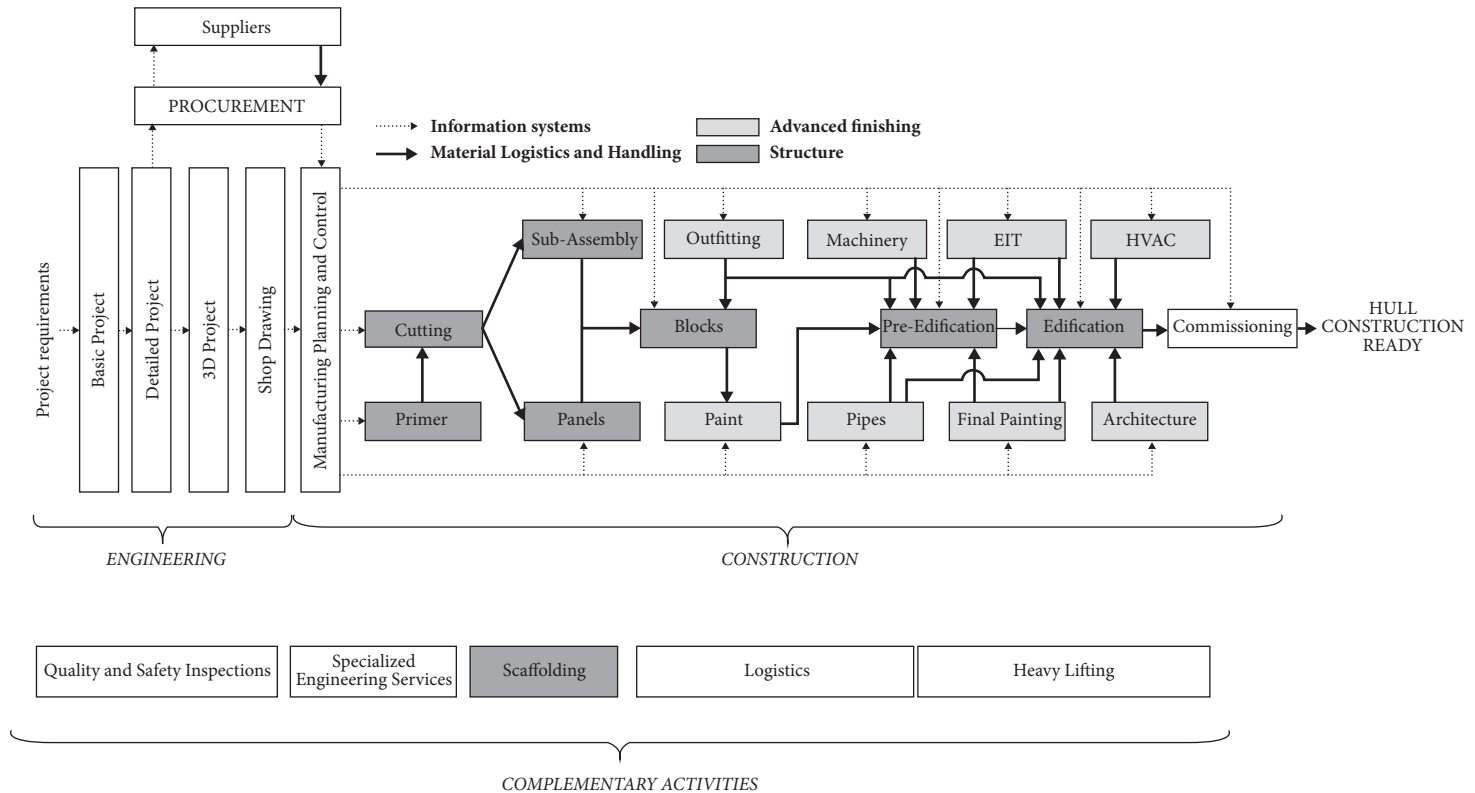 Suppliers
PROCUREMENT
Information systems
Advanced finishing
Material Logistics and Handling
Structure
Project requirements
Basic Project
Detailed Project
3D Project
Shop Drawing
Manufacturing Planning and Control
Sub-Assembly
Outfitting
Machinery
EIT
HVAC
Cutting
Blocks
Pre-Edification
Edification
Commissioning
HULL
CONSTRUCTION
READY
Primer
Panels
Paint
Pipes
Final Painting
Architecture
ENGINEERING
CONSTRUCTION
Quality and Safety Inspections
Specialized
Engineering Services
Scaffolding
Logistics
Heavy Lifting
COMPLEMENTARY ACTIVITIES